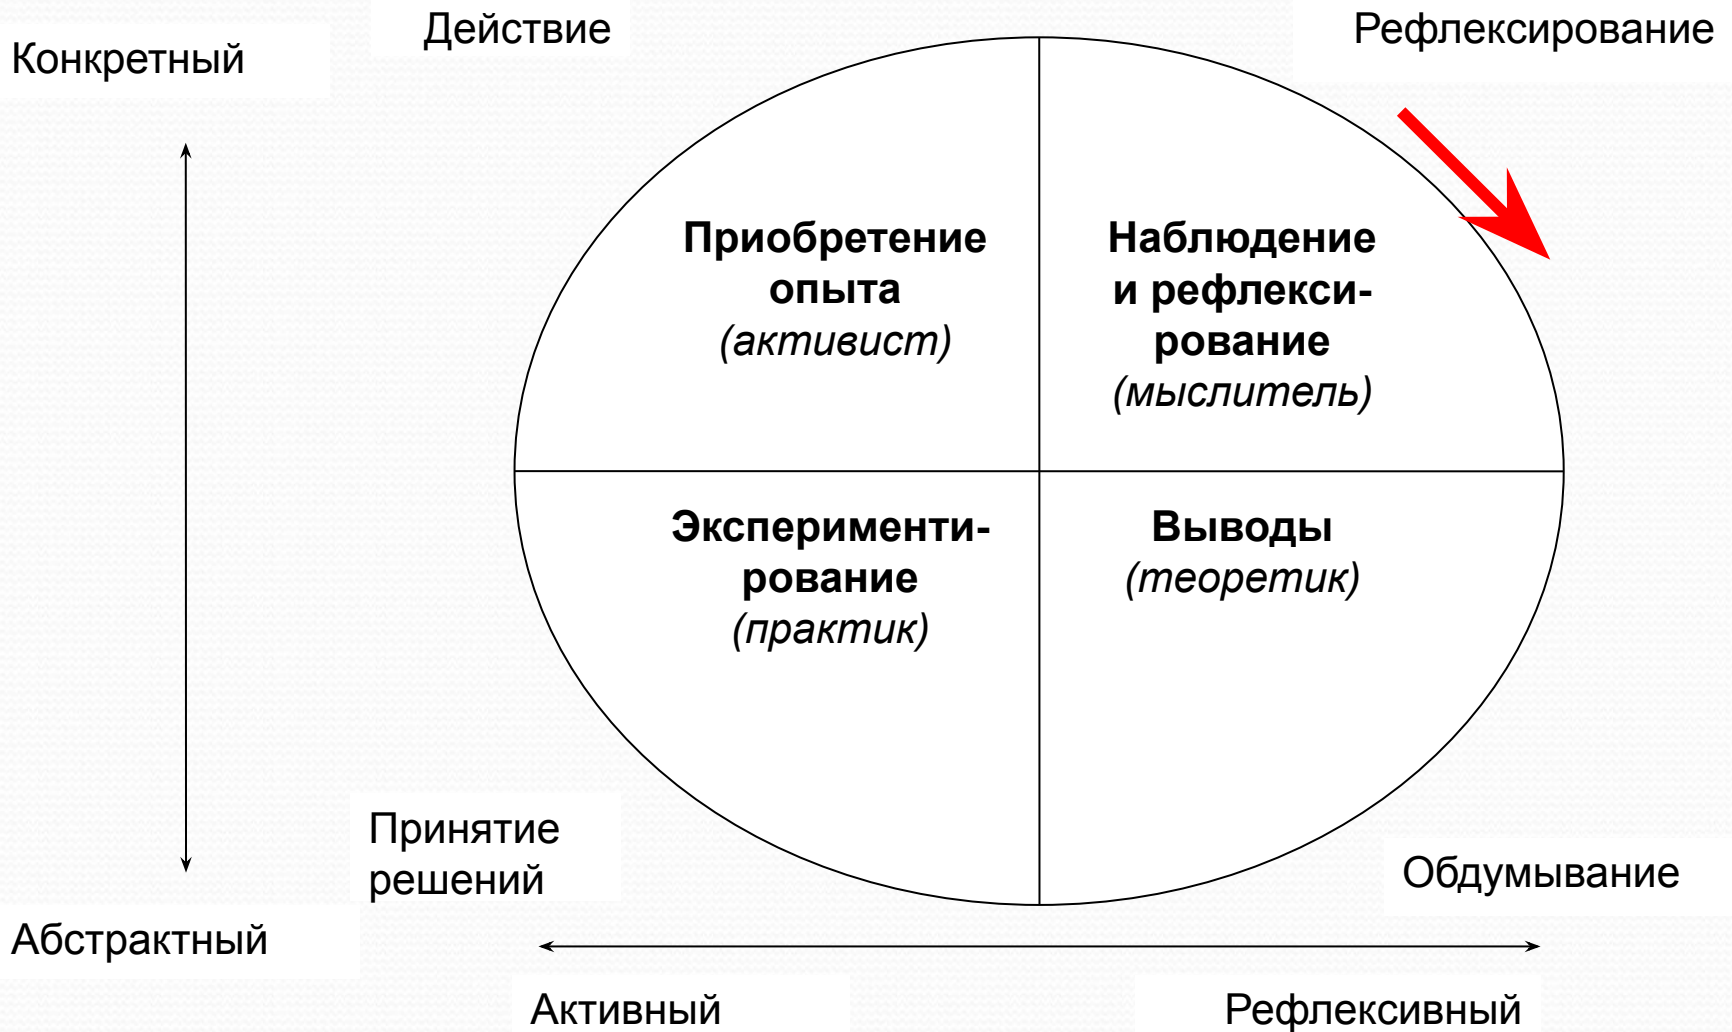 Действие
Рефлексирование
Конкретный
Приобретение
опыта
(активист)
Наблюдение
и рефлекси-
рование
(мыслитель)
Эксперименти-
рование
(практик)
Выводы
(теоретик)
Принятие
решений
Обдумывание
Абстрактный
Активный
Рефлексивный